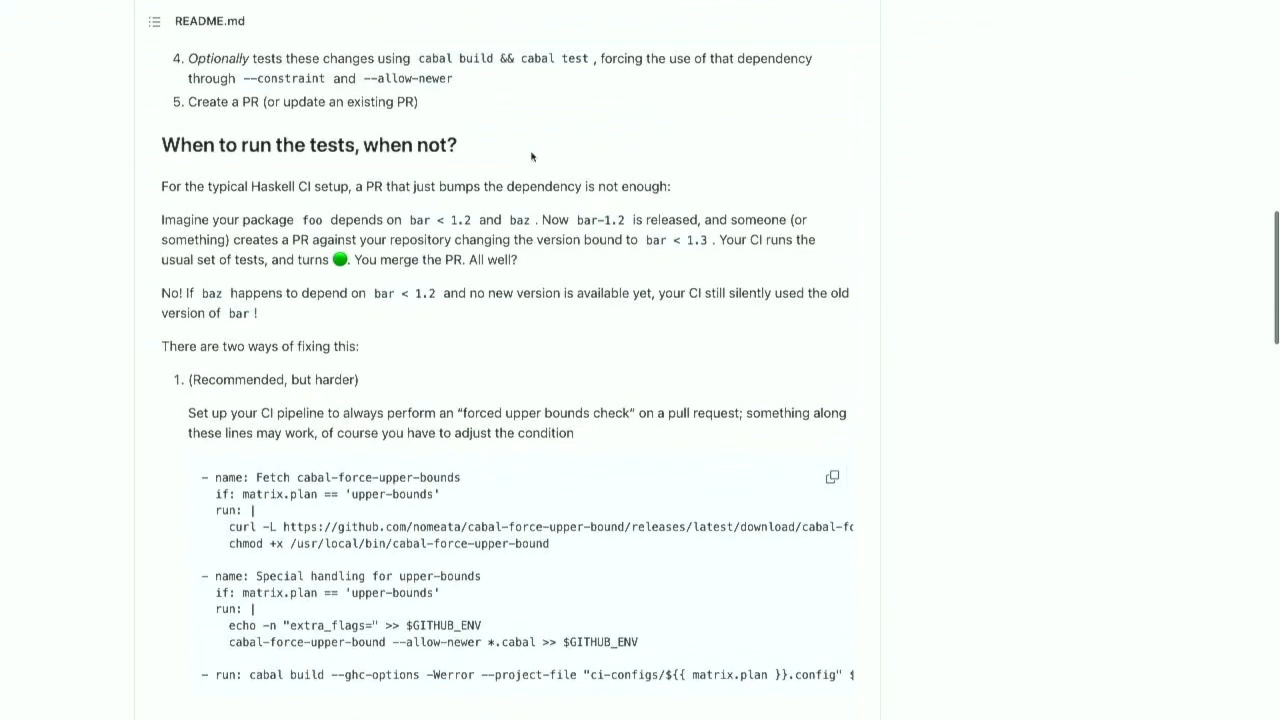 README.md
4. Optionally tests these changes using cabal build && cabal test , forcing the use of that dependency
through --constraint and --allow-newer
5. Create a PR (or update an existing PR)
When to run the tests, when not?
For the typical Haskell CI setup, a PR that just bumps the dependency is not enough:
Imagine your package foo depends on bar < 1.2 and baz . Now bar-1.2 is released, and someone (or
something) creates a PR against your repository changing the version bound to bar < 1.3 . Your CI runs the
usual set of tests, and turns 🟢. You merge the PR. All well?
No! If baz happens to depend on bar < 1.2 and no new version is available yet, your CI still silently used the old
version of bar !
There are two ways of fixing this:
1. (Recommended, but harder)
Set up your CI pipeline to always perform an “forced upper bounds check” on a pull request; something along
these lines may work, of course you have to adjust the condition
- name: Fetch cabal-force-upper-bounds
if: matrix.plan == 'upper-bounds'
run: |
curl -L https://github.com/nomeata/cabal-force-upper-bound/releases/latest/download/cabal-fo
chmod +x /usr/local/bin/cabal-force-upper-bound
- name: Special handling for upper-bounds
if: matrix.plan == 'upper-bounds'
run: |
echo -n "extra_flags=" >> $GITHUB_ENV
cabal-force-upper-bound --allow-newer *.cabal >> $GITHUB_ENV
- run: cabal build --ghc-options -Werror --project-file "ci-configs/${{ matrix.plan }}.config" $